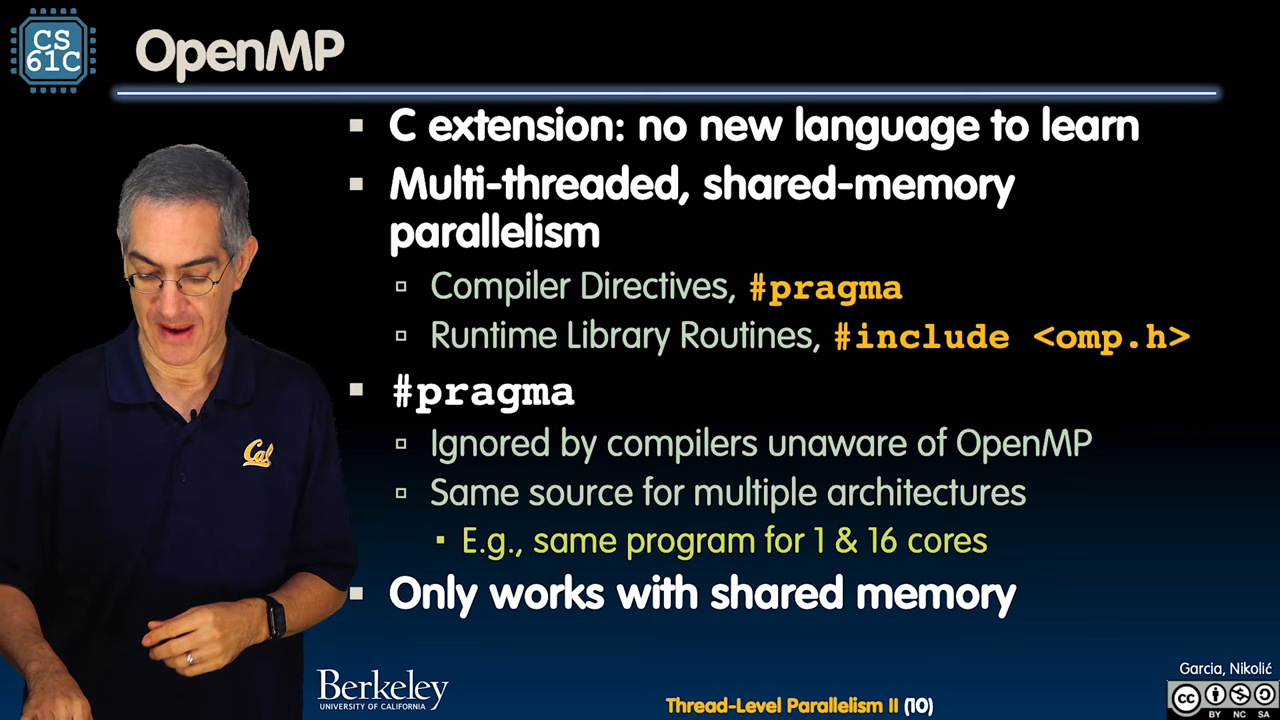 CS
61C
OpenMP
▪ C extension: no new language to learn
▪ Multi-threaded, shared-memory
parallelism
▫ Compiler Directives, #pragma
▫ Runtime Library Routines, #include <omp.h>
▪ #pragma
▫ Ignored by compilers unaware of OpenMP
▫ Same source for multiple architectures
▪ E.g., same program for 1 & 16 cores
▪ Only works with shared memory
Cal
Berkeley
UNIVERSITY OF CALIFORNIA
Thread-Level Parallelism II (10)
Garcia, Nikolić
cc
BY NC SA